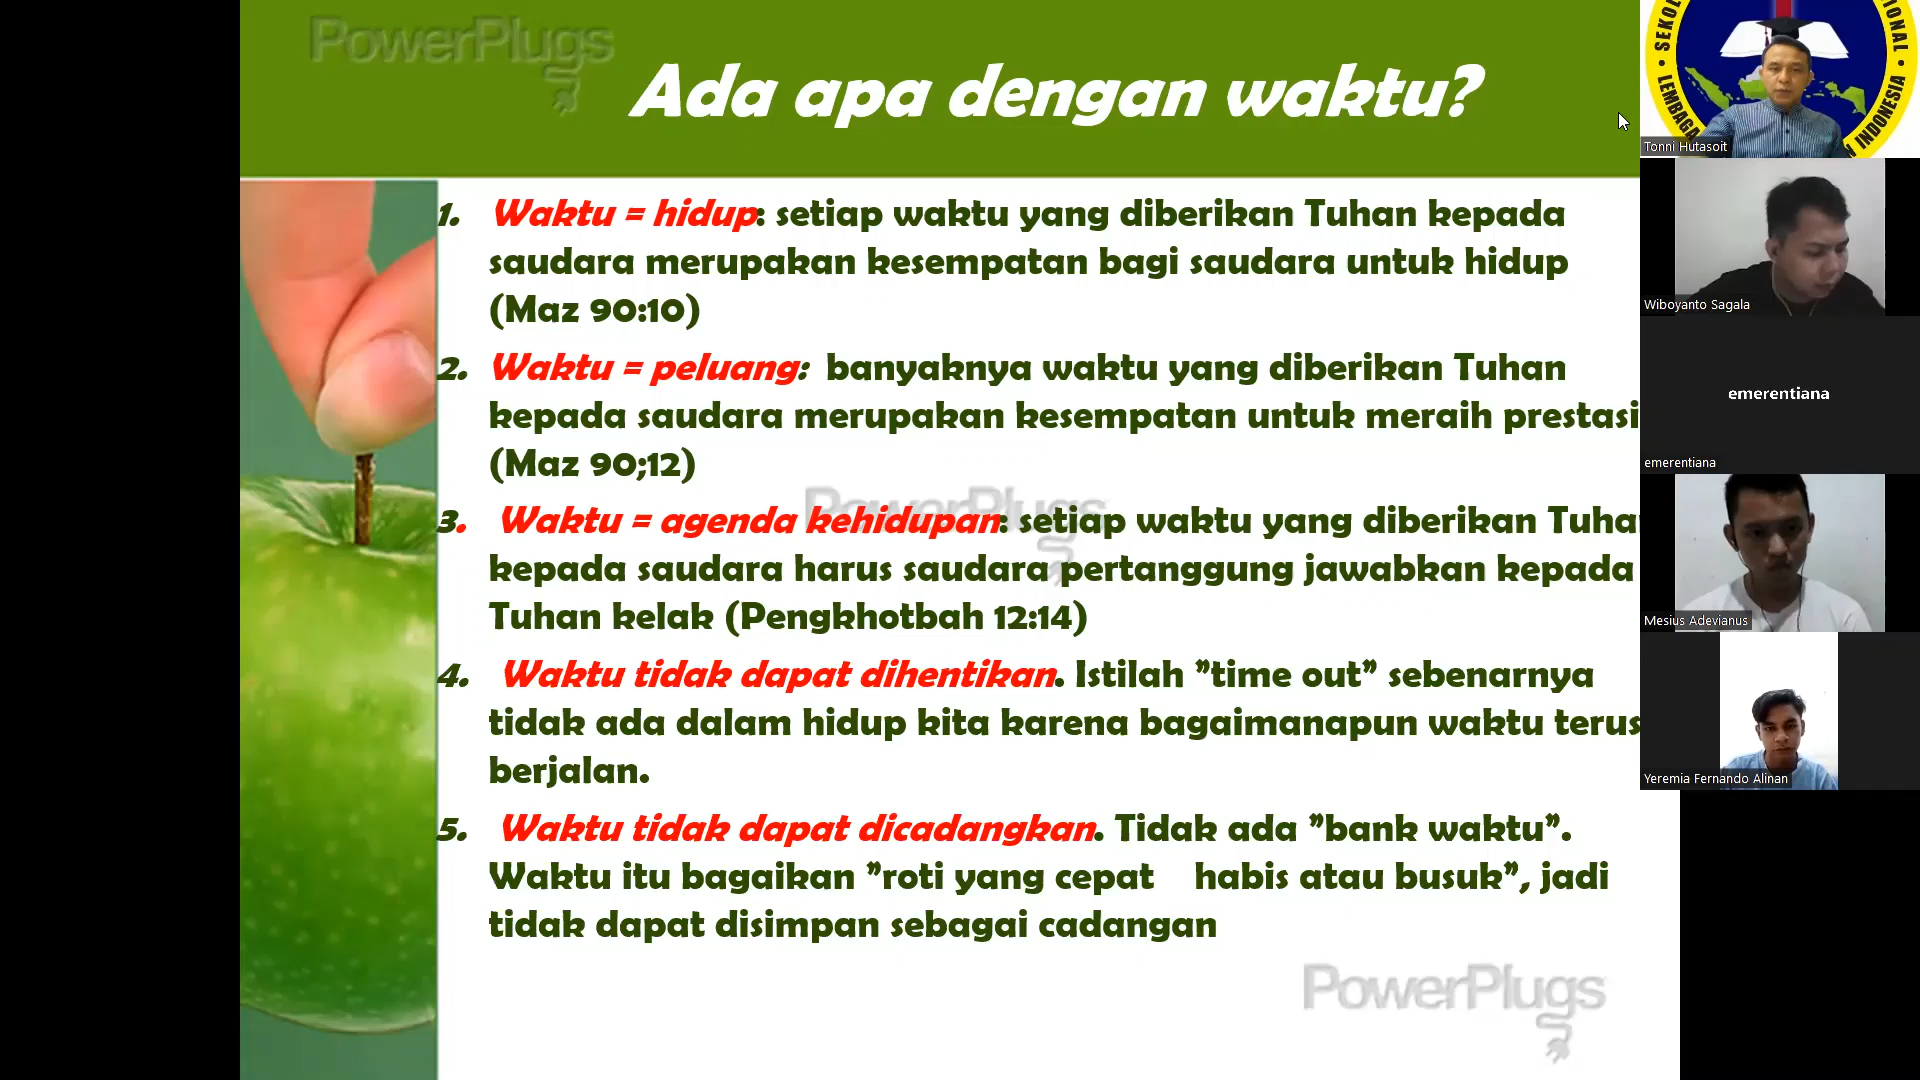 PowerPlugs
Ada apa dengan waktu?
1. Waktu = hidup: setiap waktu yang diberikan Tuhan kepada
saudara merupakan kesempatan bagi saudara untuk hidup
(Maz 90:10)
2. Waktu = peluang: banyaknya waktu yang diberikan Tuhan
kepada saudara merupakan kesempatan untuk meraih prestasi
(Maz 90;12)
PowerPlugs
3. Waktu = agenda kehidupan: setiap waktu yang diberikan Tuha
kepada saudara harus saudara pertanggung jawabkan kepada
Tuhan kelak (Pengkhotbah 12:14)
4. Waktu tidak dapat dihentikan. Istilah ”time out” sebenarnya
tidak ada dalam hidup kita karena bagaimanapun waktu terus
berjalan.
5. Waktu tidak dapat dicadangkan. Tidak ada ”bank waktu”.
Waktu itu bagaikan ”roti yang cepat habis atau busuk”, jadi
tidak dapat disimpan sebagai cadangan
PowerPlugs
SEKOL
IONAL
LEMBAGA
INDONESIA
Tonni Hutasoit
Wiboyanto Sagala
emerentiana
emerentiana
Mesius Adevianus
Yeremia Fernando Alinan